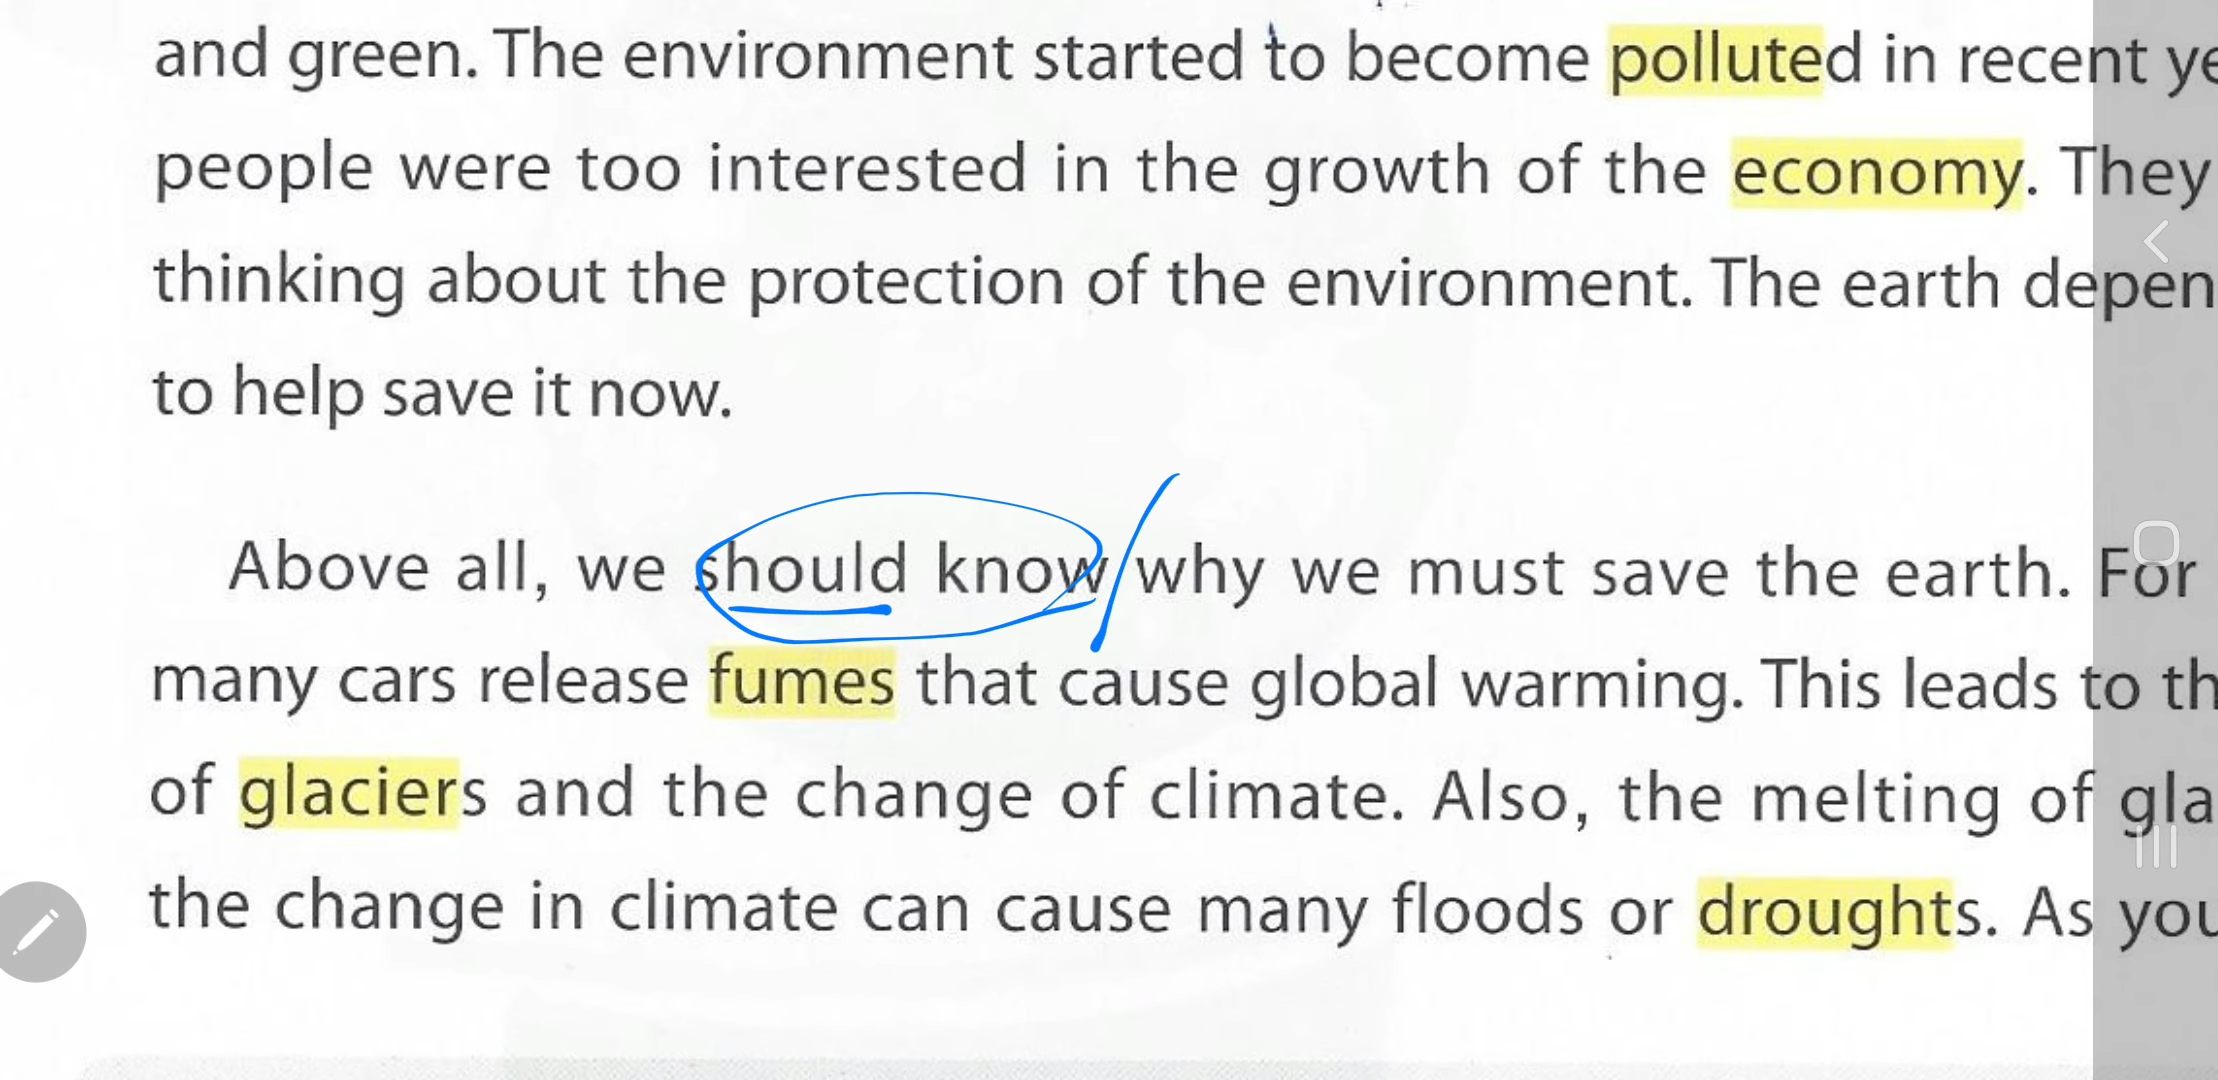 and green. The environment started to become polluted in recent ye
people were too interested in the growth of the economy. They
thinking about the protection of the environment. The earth depen
to help save it now.
Above all, we should know why we must save the earth. For
many cars release fumes that cause global warming. This leads to th
of glaciers and the change of climate. Also, the melting of gla
the change in climate can cause many floods or droughts. As you